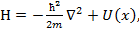 H = −ħ²/2m ∇² + U(x),